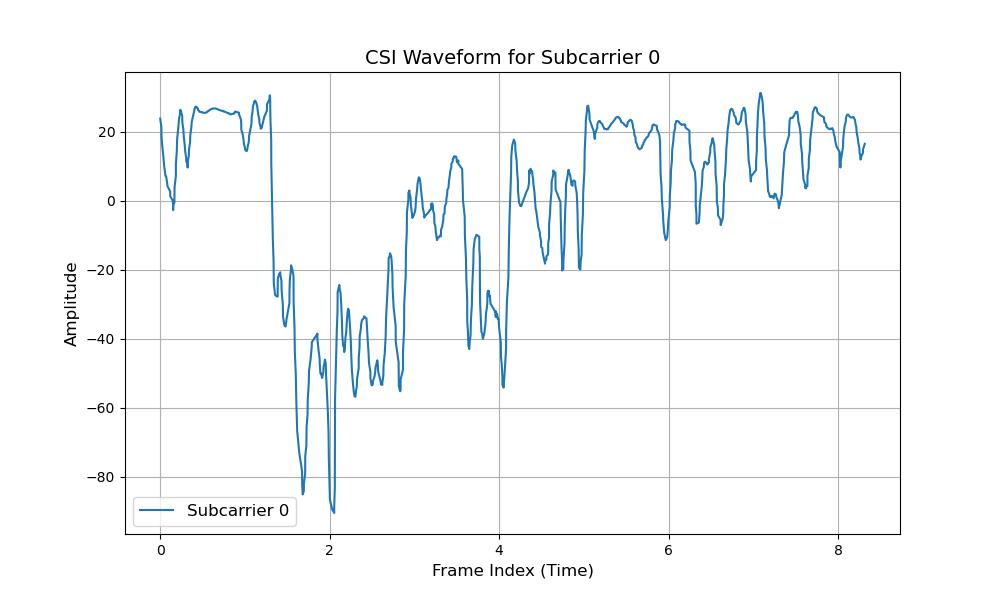 CSI Waveform for Subcarrier 0
20
0
−20
−40
−60
−80
Amplitude
Subcarrier 0
0 2 4 6 8
Frame Index (Time)